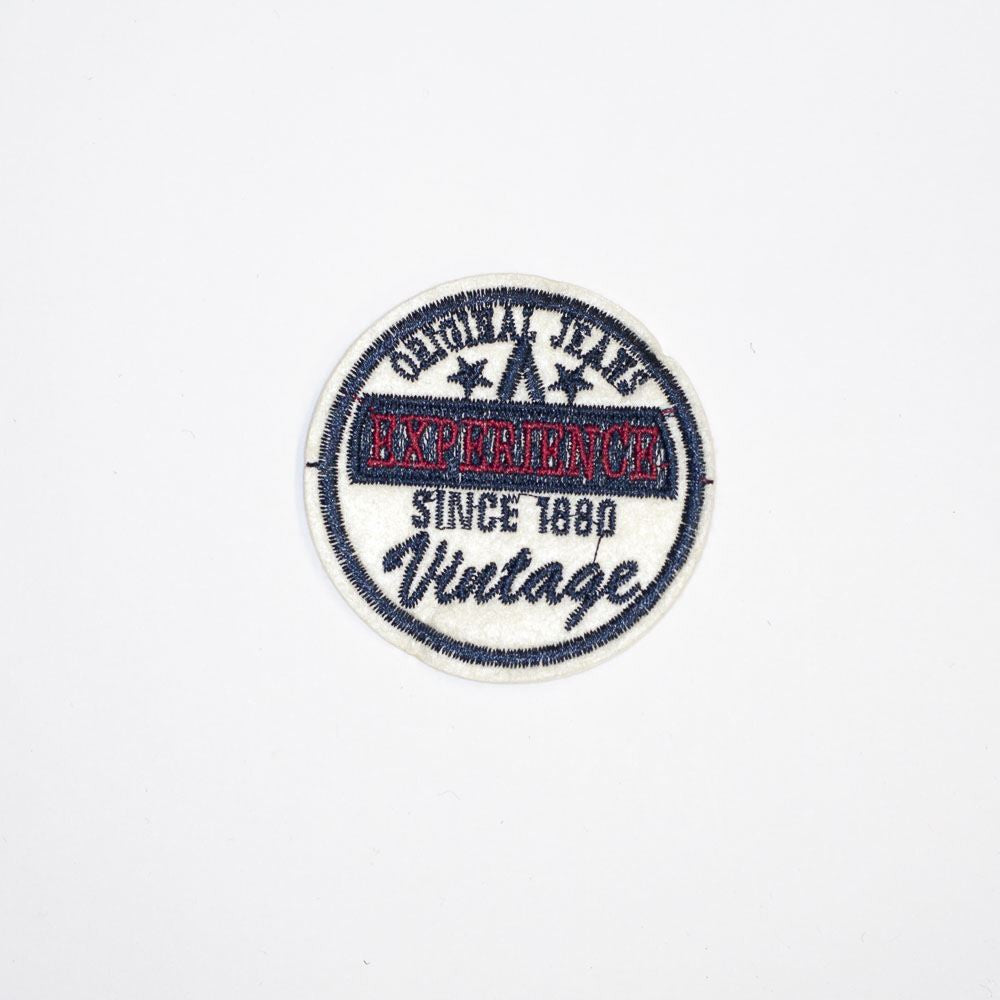 ORIGINAL JEANS
EXPERIENCE
SINCE 1880
Vintage